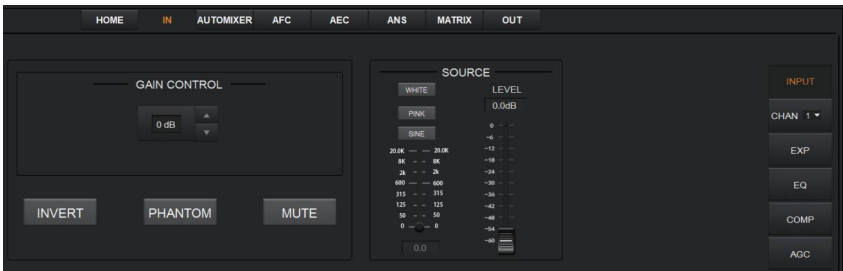 HOME IN AUTOMIXER AFC AEC ANS MATRIX OUT
GAIN CONTROL
0 dB
INVERT PHANTOM MUTE
SOURCE
WHITE
PINK
SINE
20.0K 20.0K
8K 8K
2k 2k
600 600
315 315
125 125
50 50
0 0
0.0
LEVEL
0.0dB
0
-6
-12
-18
-24
-30
-36
-42
-48
-54
-60
INPUT
CHAN 1
EXP
EQ
COMP
AGC